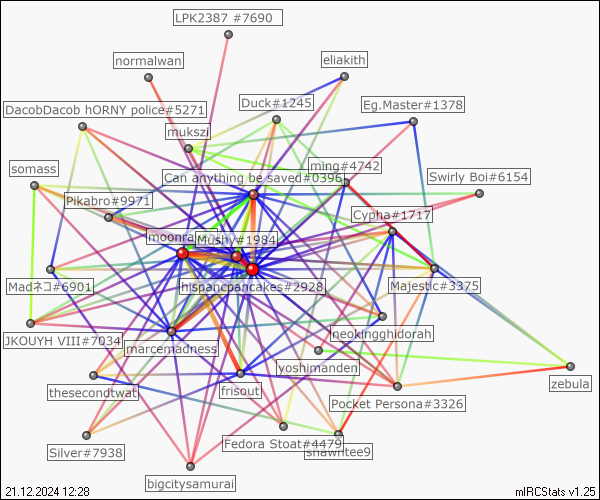 LPK2387 #7690
normalwan
eliakith
DacobDacob hORNY police#5271
Duck#1245
Eg.Master#1378
mukszi
somass
ming#4742
Swirly Boi#6154
Can anything be saved#0396
Pikabro#9971
Cypha#1717
Mushy#1984
Madネコ#6901
hispancpancakes#2928
Majestic#3375
JKOUYH VIII#7034
neokingghidorah
marcemadness
yoshimanden
thesecondtwat
frisout
zebula
Pocket Persona#3326
Silver#7938
Fedora Stoat#4479
shawntee9
bigcitysamurai
21.12.2024 12:28
mIRCStats v1.25